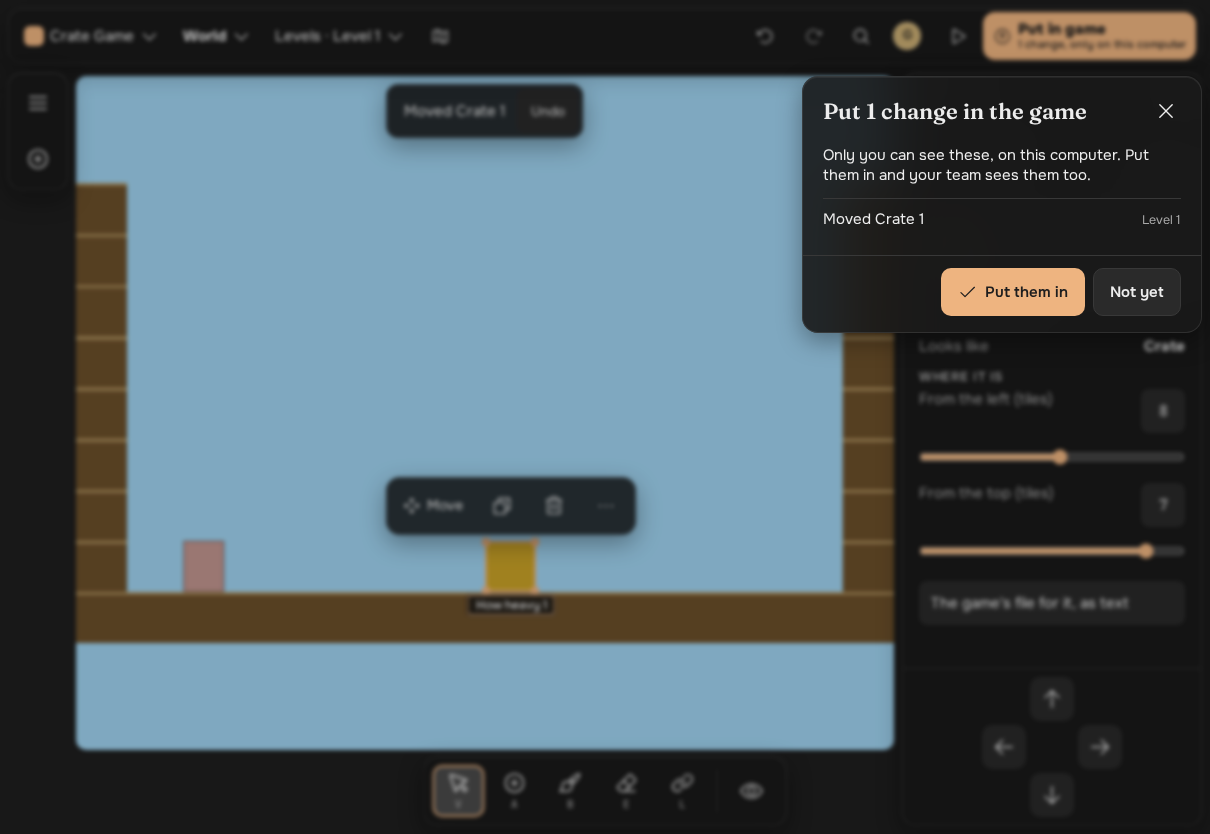 Crate Game
World
Levels · Level 1
Put in game
1 change, only on this computer
Moved Crate 1
Undo
Put 1 change in the game
Only you can see these, on this computer. Put
them in and your team sees them too.
Moved Crate 1
Level 1
Put them in
Not yet
Looks like
Crate
WHERE IT IS
From the left (tiles)
8
From the top (tiles)
7
The game's file for it, as text
Move
How heavy 1
A
B
E
L